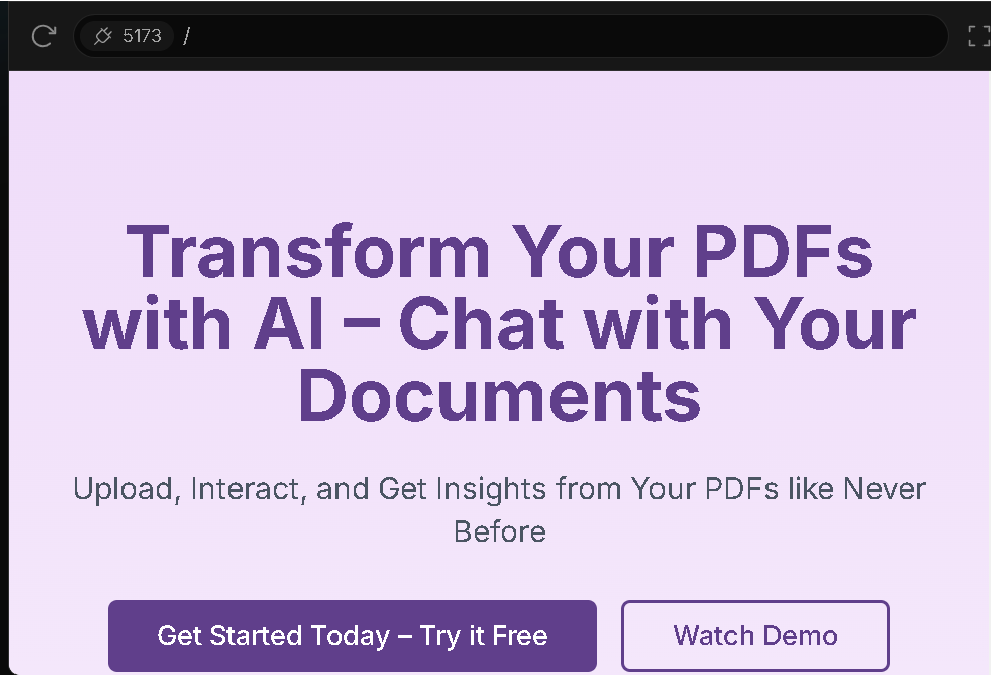 5173 /
Transform Your PDFs
with AI – Chat with Your
Documents
Upload, Interact, and Get Insights from Your PDFs like Never
Before
Get Started Today – Try it Free
Watch Demo